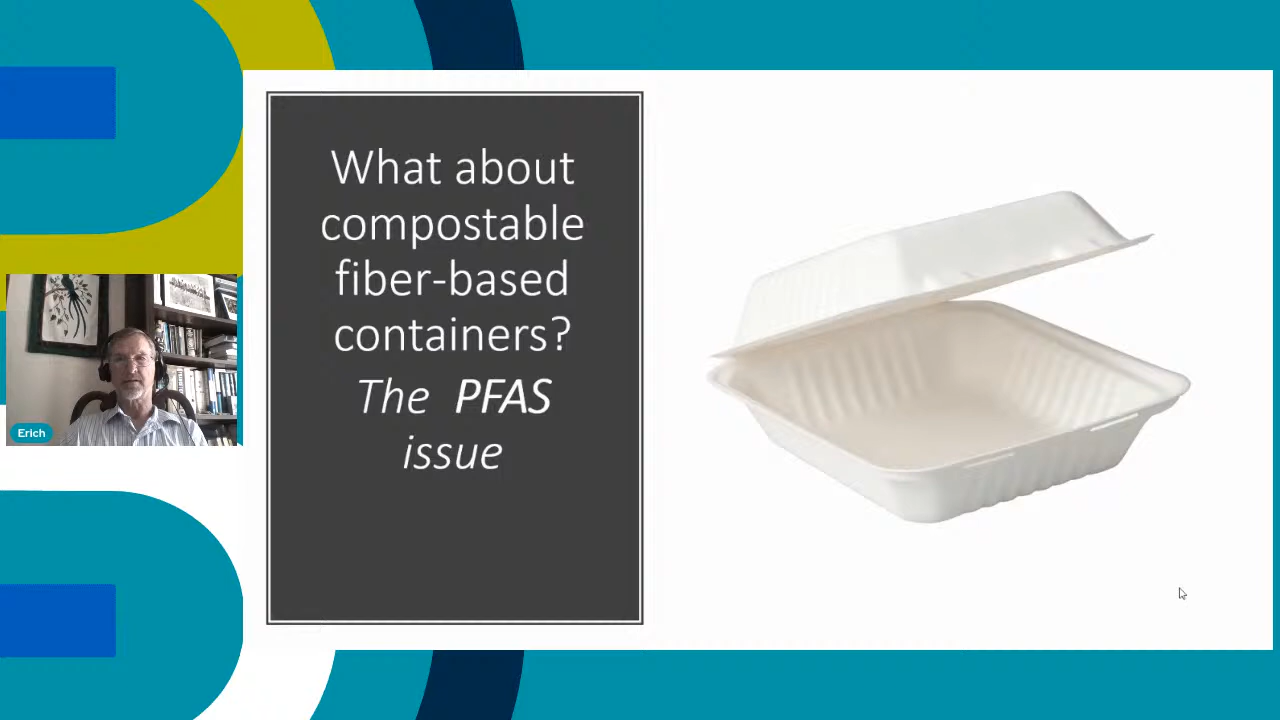 What about
compostable
fiber-based
containers?
The PFAS
issue
Erich